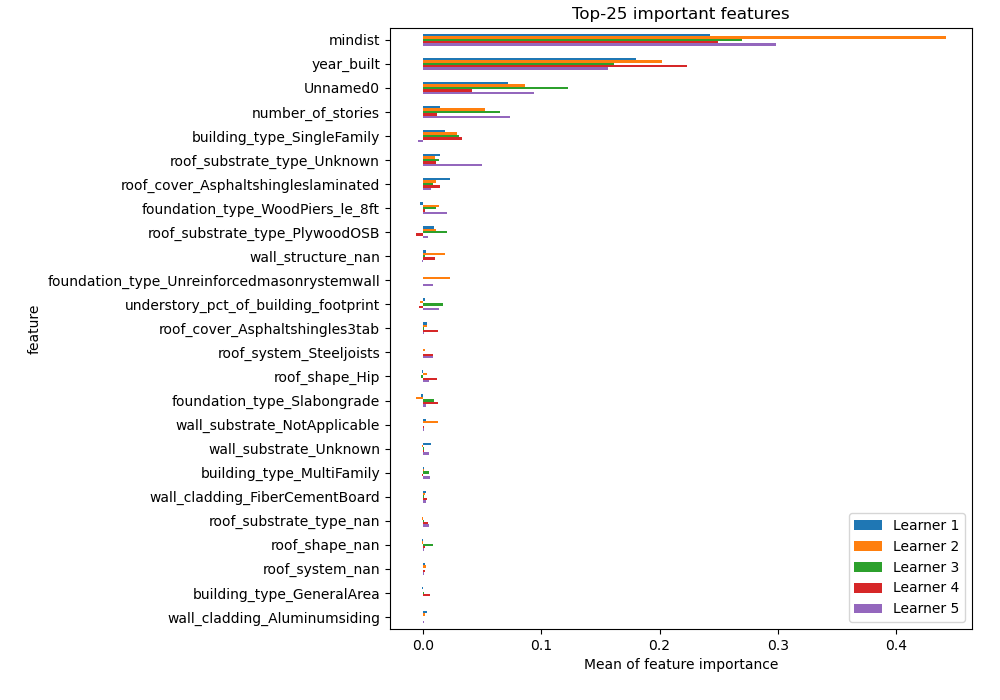 Top-25 important features
mindist
year_built
Unnamed0
number_of_stories
building_type_SingleFamily
roof_substrate_type_Unknown
roof_cover_Asphaltshingleslaminated
foundation_type_WoodPiers_le_8ft
roof_substrate_type_PlywoodOSB
wall_structure_nan
foundation_type_Unreinforcedmasonrystemwall
understory_pct_of_building_footprint
roof_cover_Asphaltshingles3tab
roof_system_Steeljoists
roof_shape_Hip
foundation_type_Slabongrade
wall_substrate_NotApplicable
wall_substrate_Unknown
building_type_MultiFamily
wall_cladding_FiberCementBoard
roof_substrate_type_nan
roof_shape_nan
roof_system_nan
building_type_GeneralArea
wall_cladding_Aluminumsiding
feature
Learner 1
Learner 2
Learner 3
Learner 4
Learner 5
0.0 0.1 0.2 0.3 0.4
Mean of feature importance